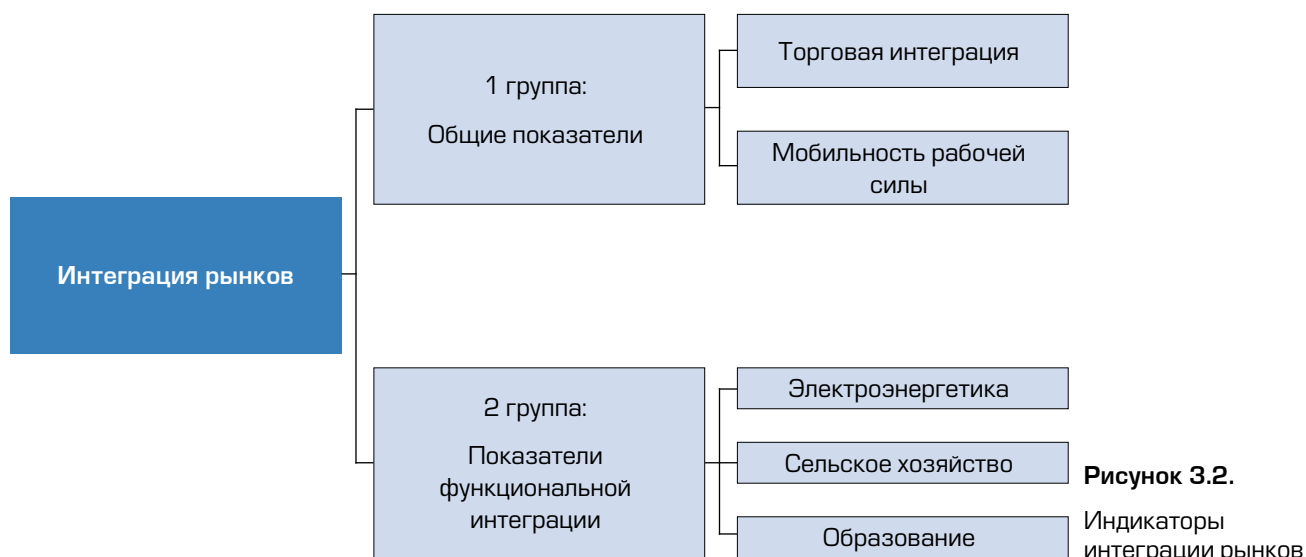 Интеграция рынков
1 группа:
Общие показатели
Торговая интеграция
Мобильность рабочей
силы
2 группа:
Показатели
функциональной
интеграции
Электроэнергетика
Сельское хозяйство
Образование
Рисунок 3.2.
Индикаторы
интеграции рынков